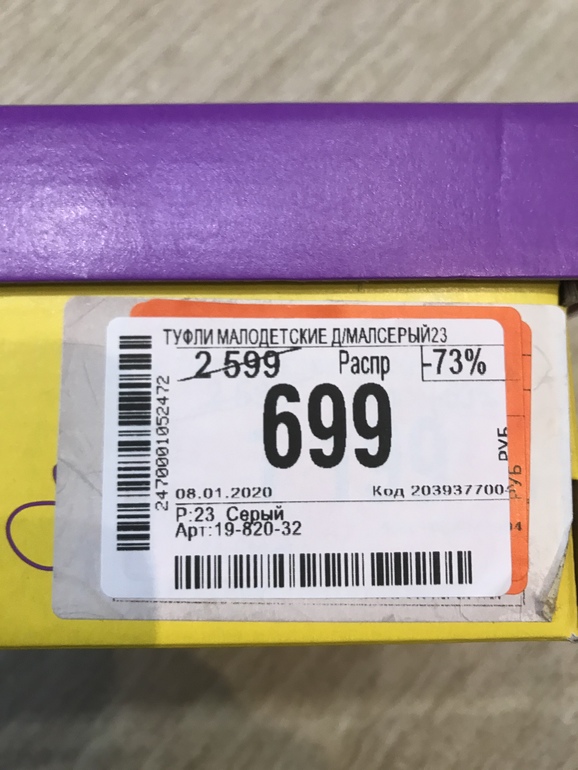 ТУФЛИ МАЛОДЕТСКИЕ Д/МАЛСЕРЫЙ23
2 599 Распр -73%
699
РУБ
РУБ
2470001052472
08.01.2020 Код 203937700
Р:23 Серый
Арт:19-820-32